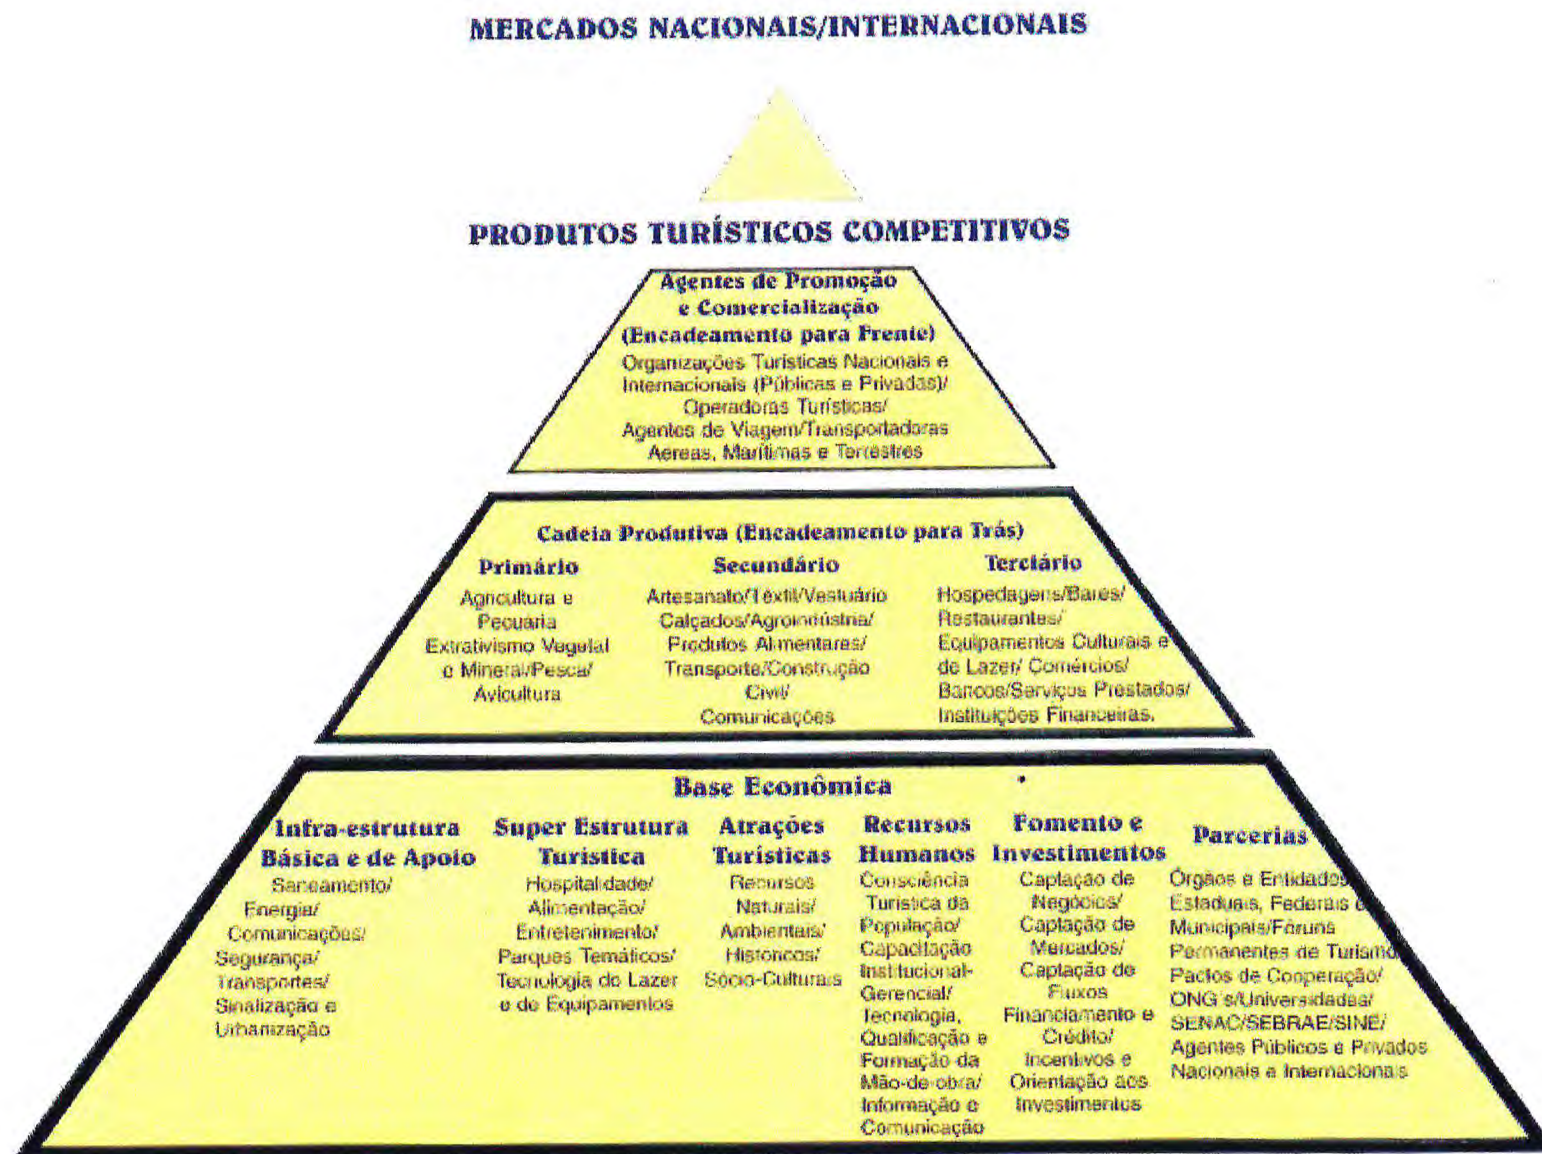 MERCADOS NACIONAIS/INTERNACIONAIS
PRODUTOS TURÍSTICOS COMPETITIVOS
Agentes de Promoção
e Comercialização
(Encadeamento para Frente)
Organizações Turísticas Nacionais e
Internacionais (Públicas e Privadas)/
Operadoras Turísticas/
Agentes de Viagem/Transportadoras
Aereas, Marítimas e Terrestres
Cadeia Produtiva (Encadeamento para Trás)
Primário
Agricultura e
Pecuária
Extrativismo Vegetal
e Mineral/Pesca/
Avicultura
Secundário
Artesanato/Textil/Vestuário
Calçados/Agroindústria/
Produtos Alimentares/
Transporte/Construção
Civil/
Comunicações
Terciário
Hospedagens/Bares/
Restaurantes/
Equipamentos Culturais e
de Lazer/ Comércios/
Bancos/Serviços Prestados/
Instituições Financeiras.
Base Econômica
Infra-estrutura
Básica e de Apoio
Saneamento/
Energia/
Comunicações/
Segurança/
Transportes/
Sinalização e
Urbanização
Super Estrutura
Turistica
Hospitalidade/
Alimentação/
Entretenimento/
Parques Temáticos/
Tecnologia do Lazer
e de Equipamentos
Atrações
Turísticas
Recursos
Naturais/
Ambientais/
Históricos/
Sócio-Culturais
Recursos
Humanos
Consciência
Turística da
População/
Capacitação
Institucional-
Gerencial/
Tecnologia,
Qualificação e
Formação da
Mão-de-obra/
Informação e
Comunicação
Fomento e
Investimentos
Captação de
Negócios/
Captação de
Mercados/
Captação de
Fluxos
Financiamento e
Crédito/
Incentivos e
Orientação aos
Investimentos
Parcerias
Órgãos e Entidades
Estaduais, Federais e
Municipais/Fóruns
Permanentes de Turismo
Pactos de Cooperação/
ONG's/Universidades/
SENAC/SEBRAE/SINE/
Agentes Públicos e Privados
Nacionais e Internacionais